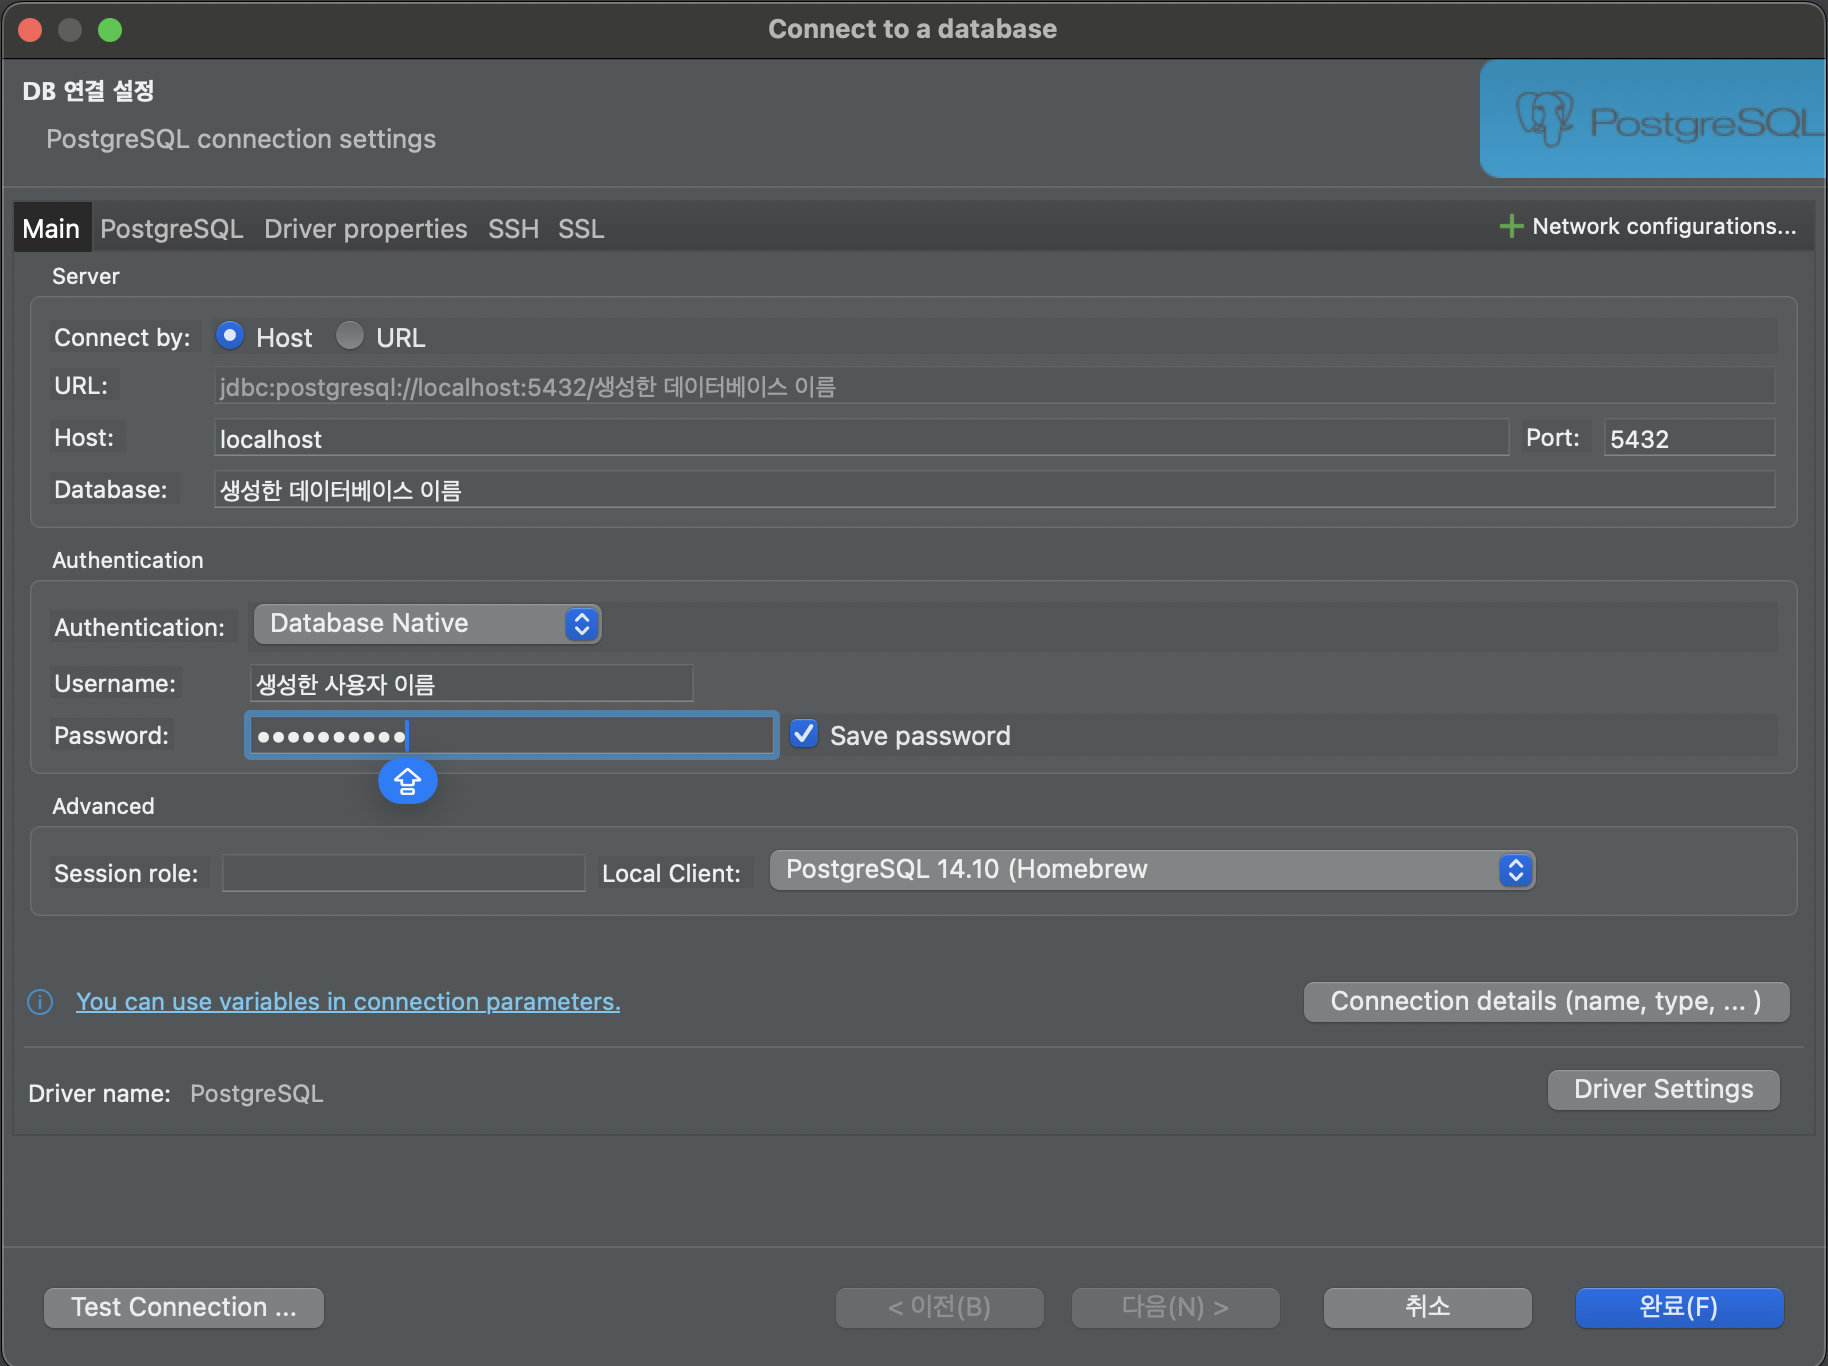 Connect to a database
DB 연결 설정
PostgreSQL connection settings
PostgreSQL
Main PostgreSQL Driver properties SSH SSL Network configurations...
Server
Connect by: Host URL
URL: jdbc:postgresql://localhost:5432/생성한 데이터베이스 이름
Host: localhost Port: 5432
Database: 생성한 데이터베이스 이름
Authentication
Authentication: Database Native
Username: 생성한 사용자 이름
Password: •••••••••• Save password
Advanced
Session role: Local Client: PostgreSQL 14.10 (Homebrew
You can use variables in connection parameters. Connection details (name, type, ... )
Driver name: PostgreSQL Driver Settings
Test Connection ... < 이전(B) 다음(N) > 취소 완료(F)